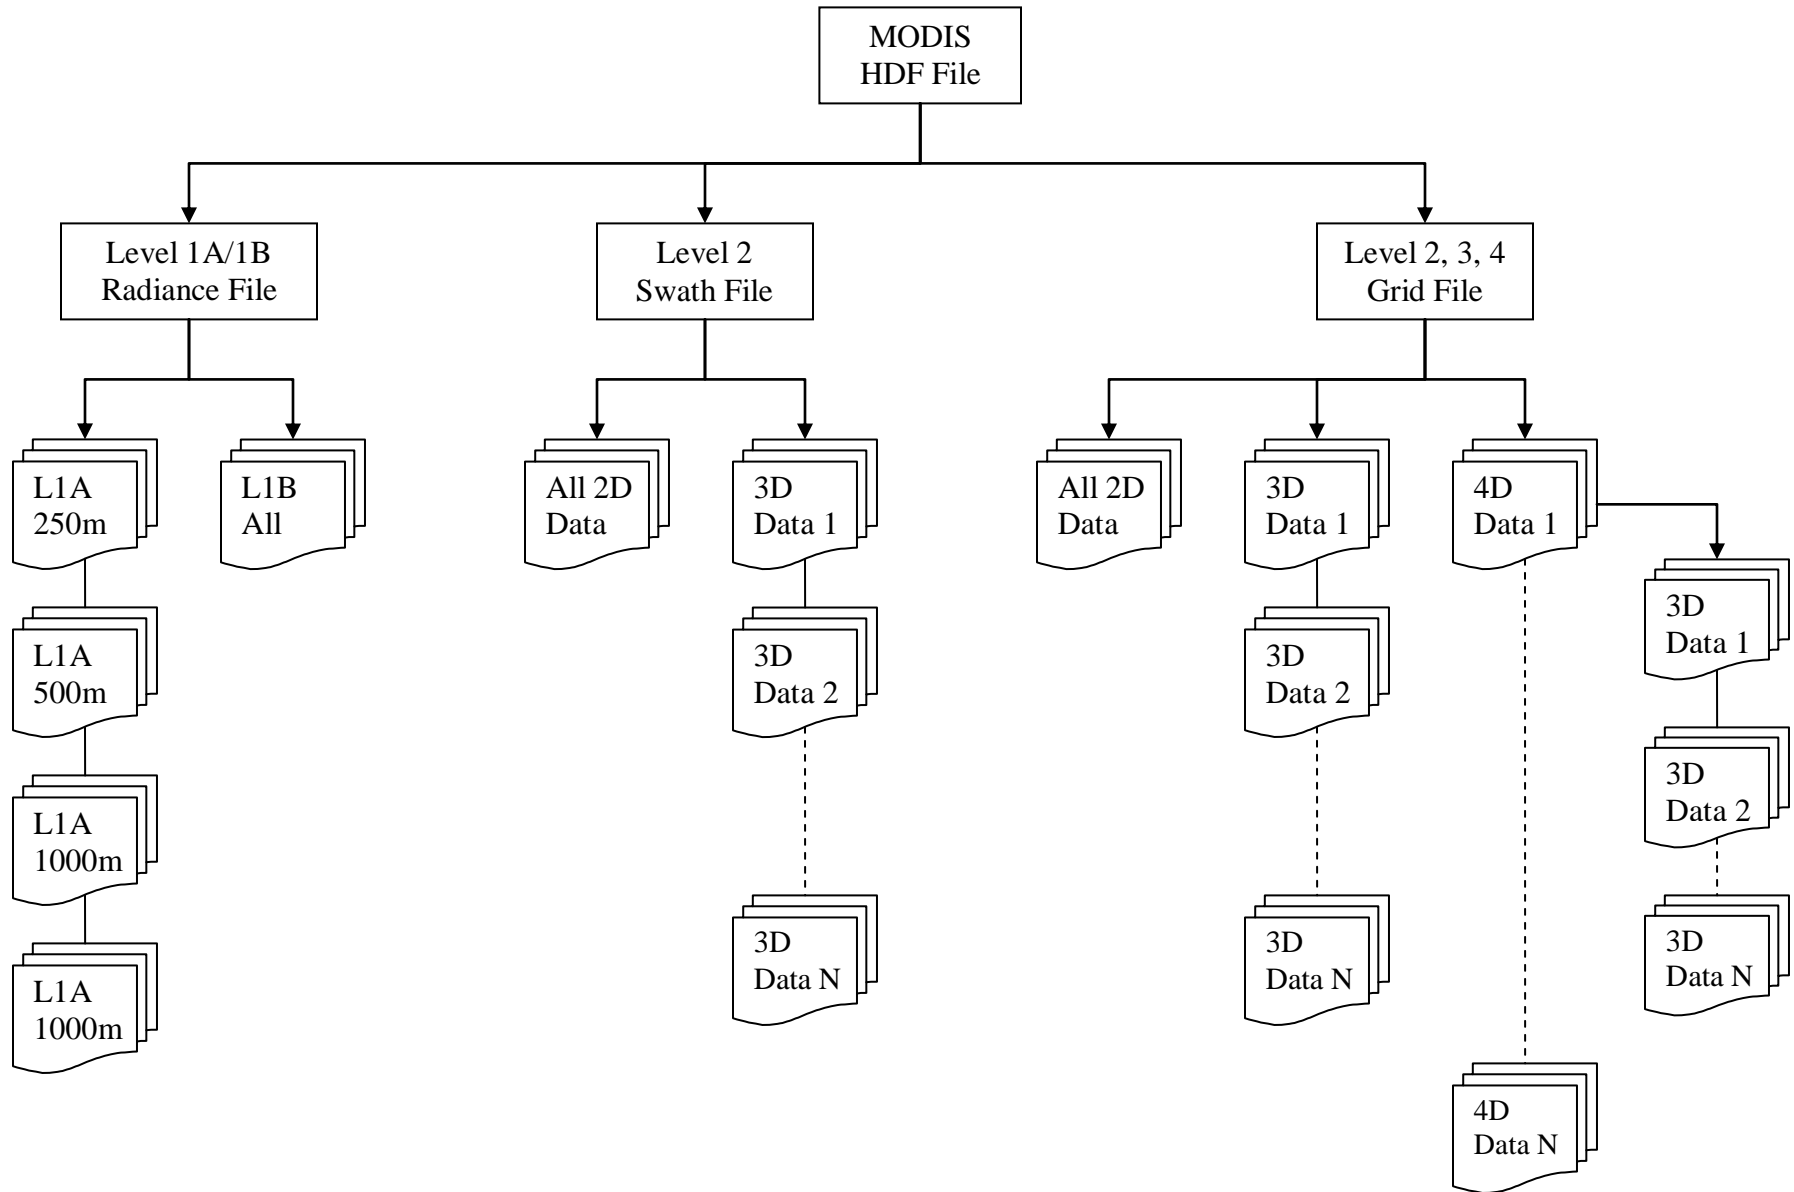 MODIS
HDF File
Level 1A/1B
Radiance File
Level 2
Swath File
Level 2, 3, 4
Grid File
L1A
250m
L1B
All
All 2D
Data
3D
Data 1
All 2D
Data
3D
Data 1
4D
Data 1
3D
Data 1
L1A
500m
3D
Data 2
3D
Data 2
3D
Data 2
L1A
1000m
3D
Data N
3D
Data N
3D
Data N
L1A
1000m
4D
Data N